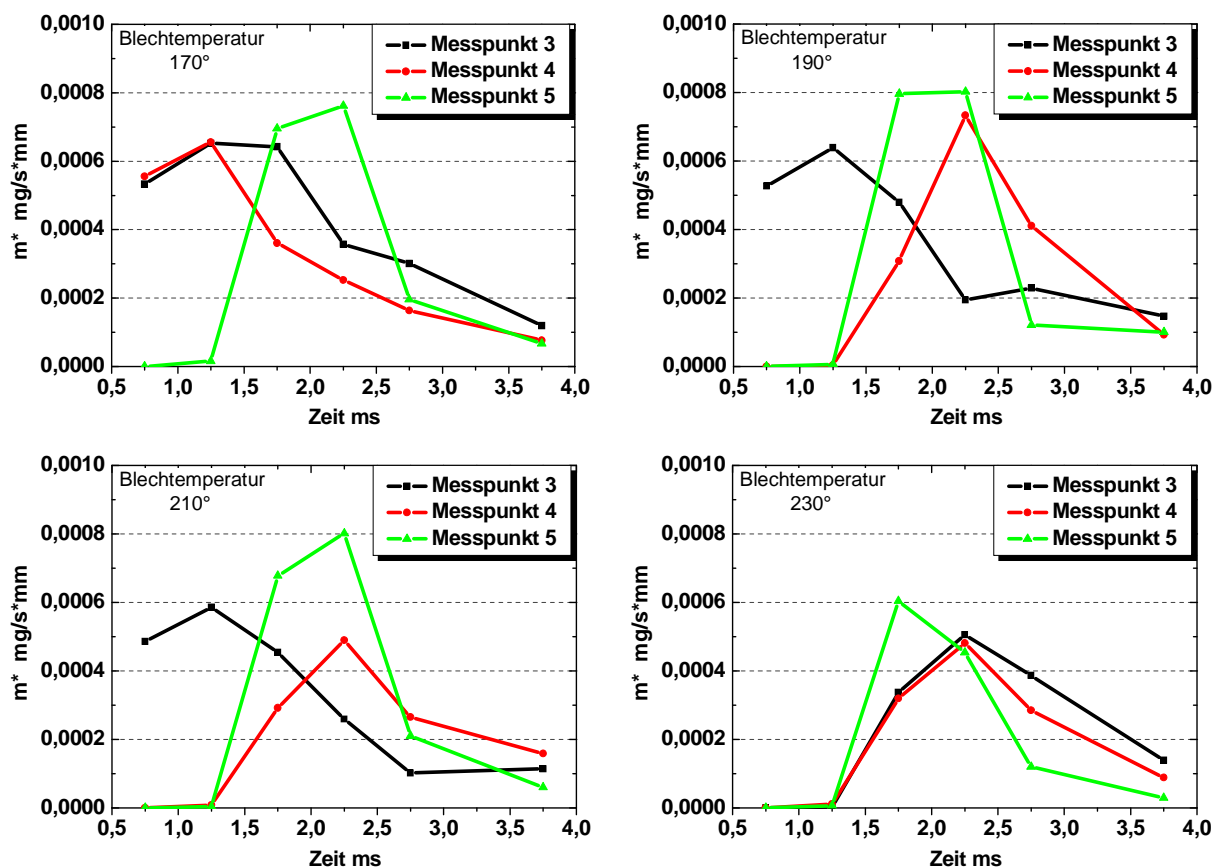 0,0010
0,0008
0,0006
0,0004
0,0002
0,0000
m* mg/s*mm
Blechtemperatur
170°
Messpunkt 3
Messpunkt 4
Messpunkt 5
0,5 1,0 1,5 2,0 2,5 3,0 3,5 4,0
Zeit ms
0,0010
0,0008
0,0006
0,0004
0,0002
0,0000
m* mg/s*mm
Blechtemperatur
190°
Messpunkt 3
Messpunkt 4
Messpunkt 5
0,5 1,0 1,5 2,0 2,5 3,0 3,5 4,0
Zeit ms
0,0010
0,0008
0,0006
0,0004
0,0002
0,0000
m* mg/s*mm
Blechtemperatur
210°
Messpunkt 3
Messpunkt 4
Messpunkt 5
0,5 1,0 1,5 2,0 2,5 3,0 3,5 4,0
Zeit ms
0,0010
0,0008
0,0006
0,0004
0,0002
0,0000
m* mg/s*mm
Blechtemperatur
230°
Messpunkt 3
Messpunkt 4
Messpunkt 5
0,5 1,0 1,5 2,0 2,5 3,0 3,5 4,0
Zeit ms